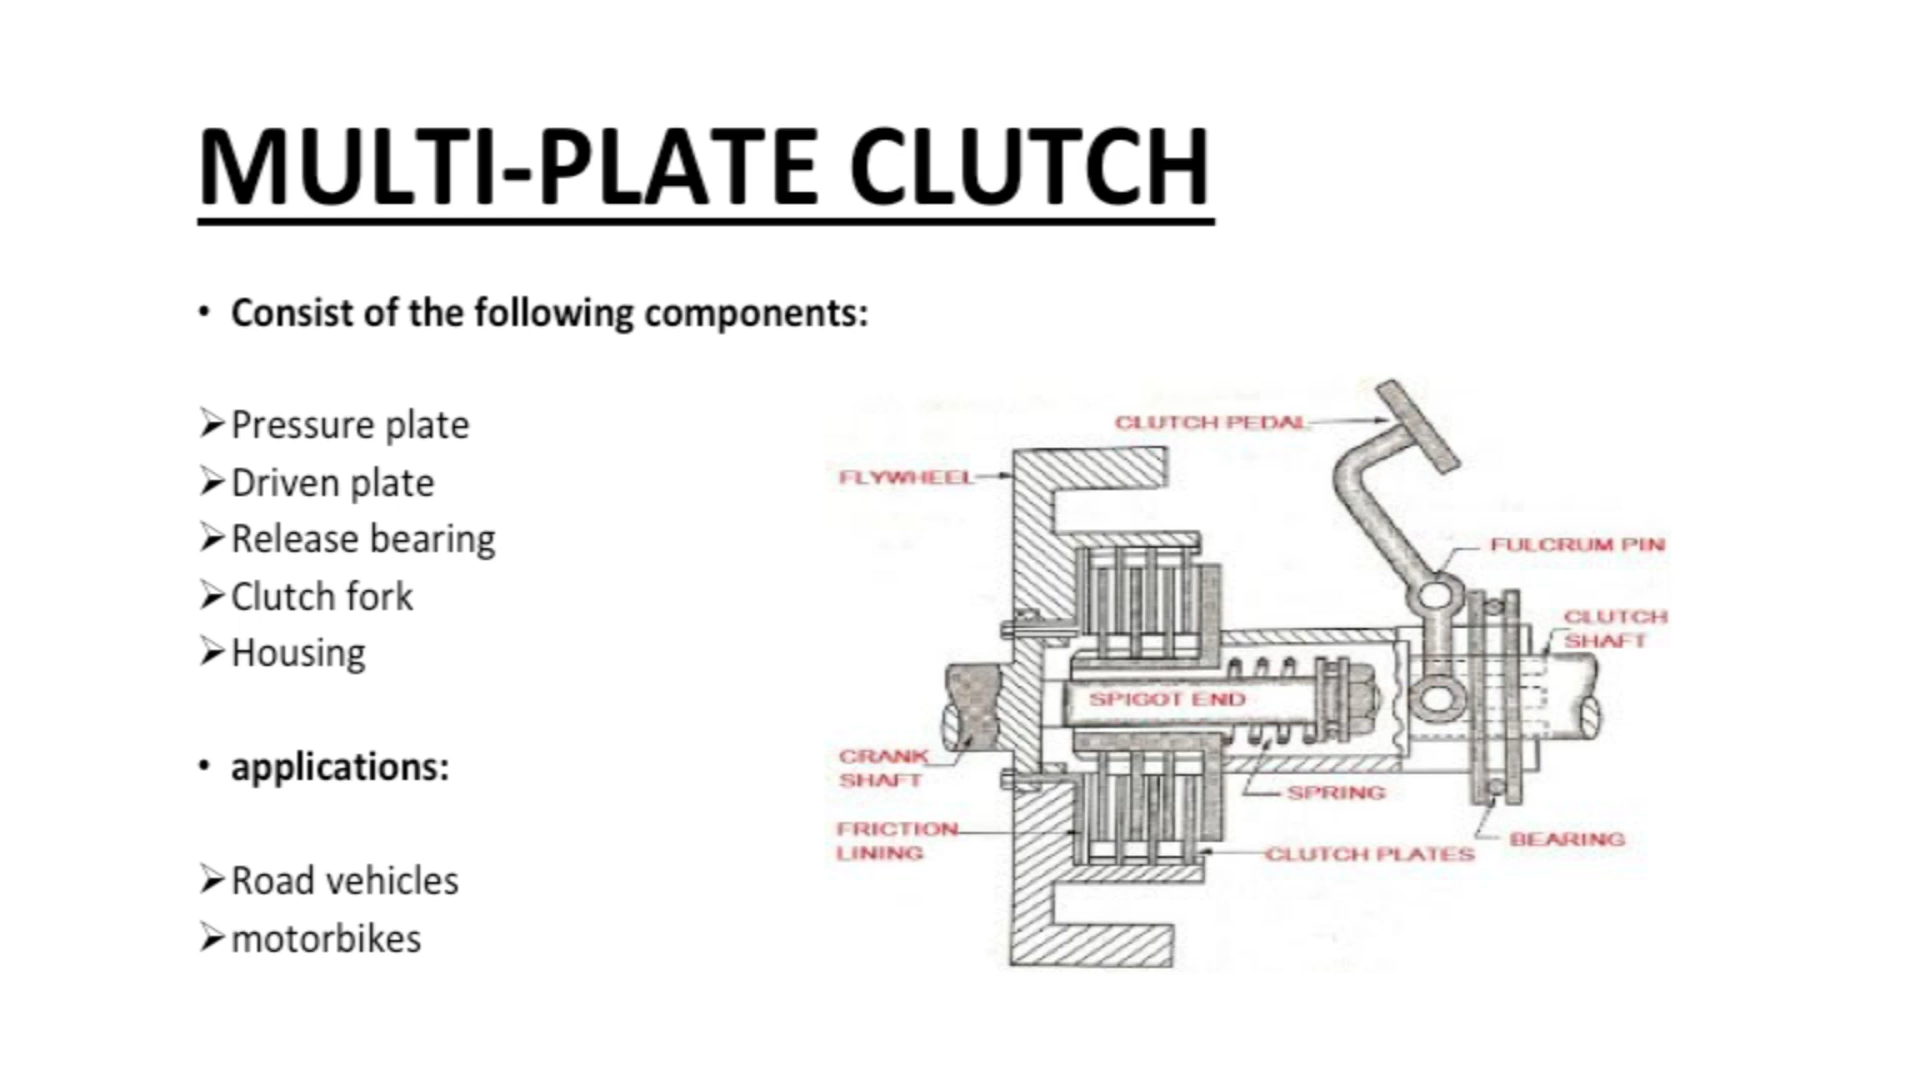 MULTI-PLATE CLUTCH
• Consist of the following components:
➢Pressure plate
➢Driven plate
➢Release bearing
➢Clutch fork
➢Housing
• applications:
➢Road vehicles
➢motorbikes
CLUTCH PEDAL
FLYWHEEL
FULCRUM PIN
CLUTCH
SHAFT
SPIGOT END
CRANK
SHAFT
SPRING
FRICTION
LINING
CLUTCH PLATES
BEARING